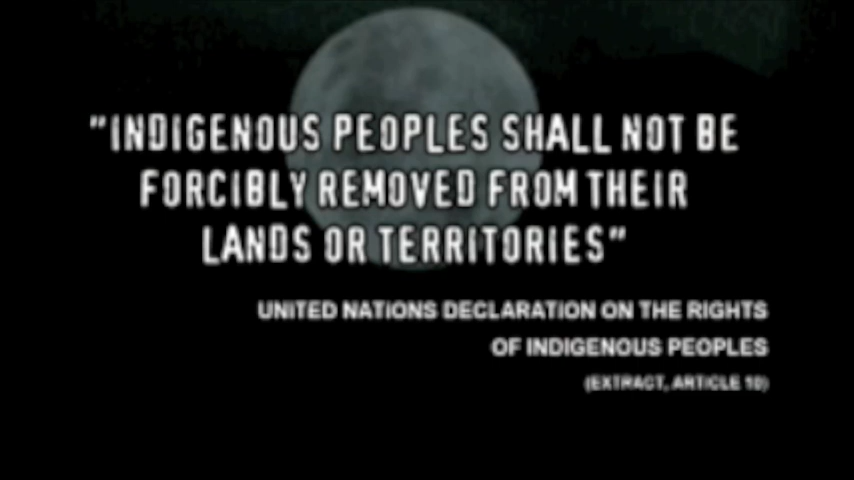 "INDIGENOUS PEOPLES SHALL NOT BE
FORCIBLY REMOVED FROM THEIR
LANDS OR TERRITORIES"
UNITED NATIONS DECLARATION ON THE RIGHTS
OF INDIGENOUS PEOPLES
(EXTRACT, ARTICLE 10)